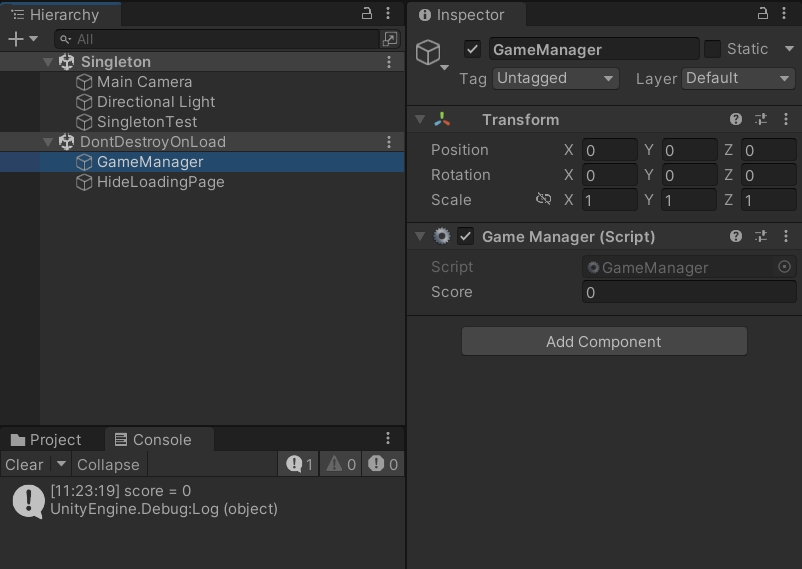 Hierarchy
All
Singleton
Main Camera
Directional Light
SingletonTest
DontDestroyOnLoad
GameManager
HideLoadingPage
Project
Console
Clear
Collapse
1
0
0
[11:23:19] score = 0
UnityEngine.Debug:Log (object)
Inspector
GameManager
Static
Tag Untagged
Layer Default
Transform
Position X 0 Y 0 Z 0
Rotation X 0 Y 0 Z 0
Scale X 1 Y 1 Z 1
Game Manager (Script)
Script GameManager
Score 0
Add Component